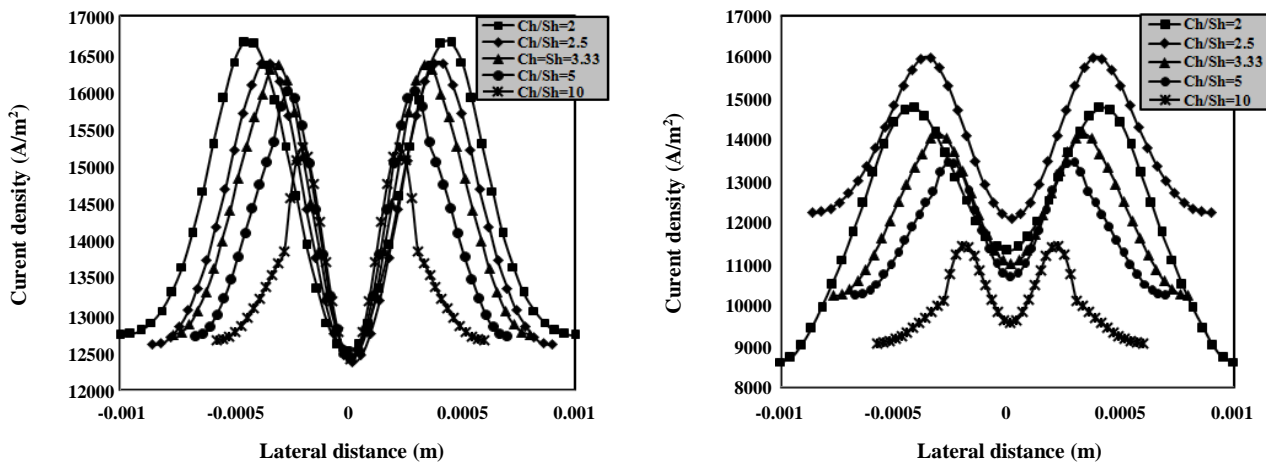 17000
16500
16000
15500
15000
14500
14000
13500
13000
12500
12000
Curent density (A/m²)
-0.001
-0.0005
0
0.0005
0.001
Lateral distance (m)
Ch/Sh=2
Ch/Sh=2.5
Ch=Sh=3.33
Ch/Sh=5
Ch/Sh=10
17000
16000
15000
14000
13000
12000
11000
10000
9000
8000
Curent density (A/m²)
-0.001
-0.0005
0
0.0005
0.001
Lateral distance (m)
Ch/Sh=2
Ch/Sh=2.5
Ch/Sh=3.33
Ch/Sh=5
Ch/Sh=10